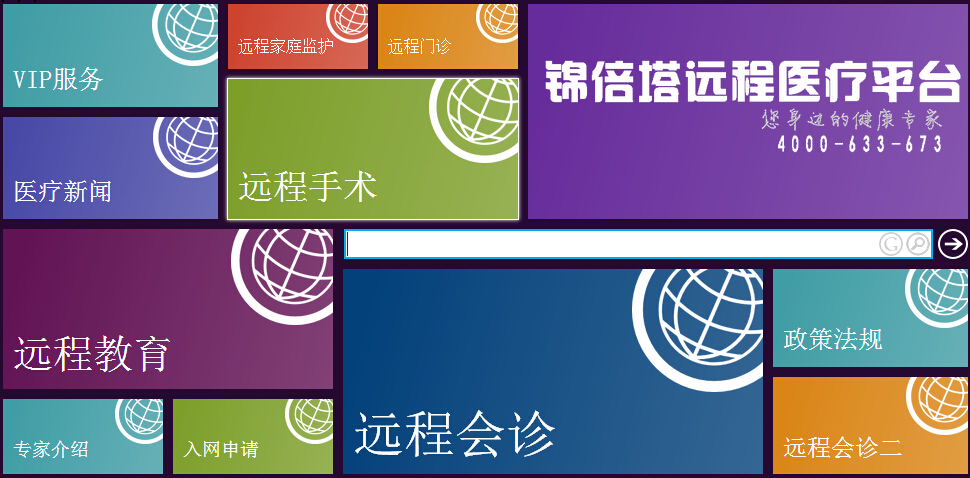 VIP服务
远程家庭监护
远程门诊
锦倍塔远程医疗平台
您身边的健康专家
4000-633-673
医疗新闻
远程手术
G
远程教育
远程会诊
政策法规
专家介绍
入网申请
远程会诊二